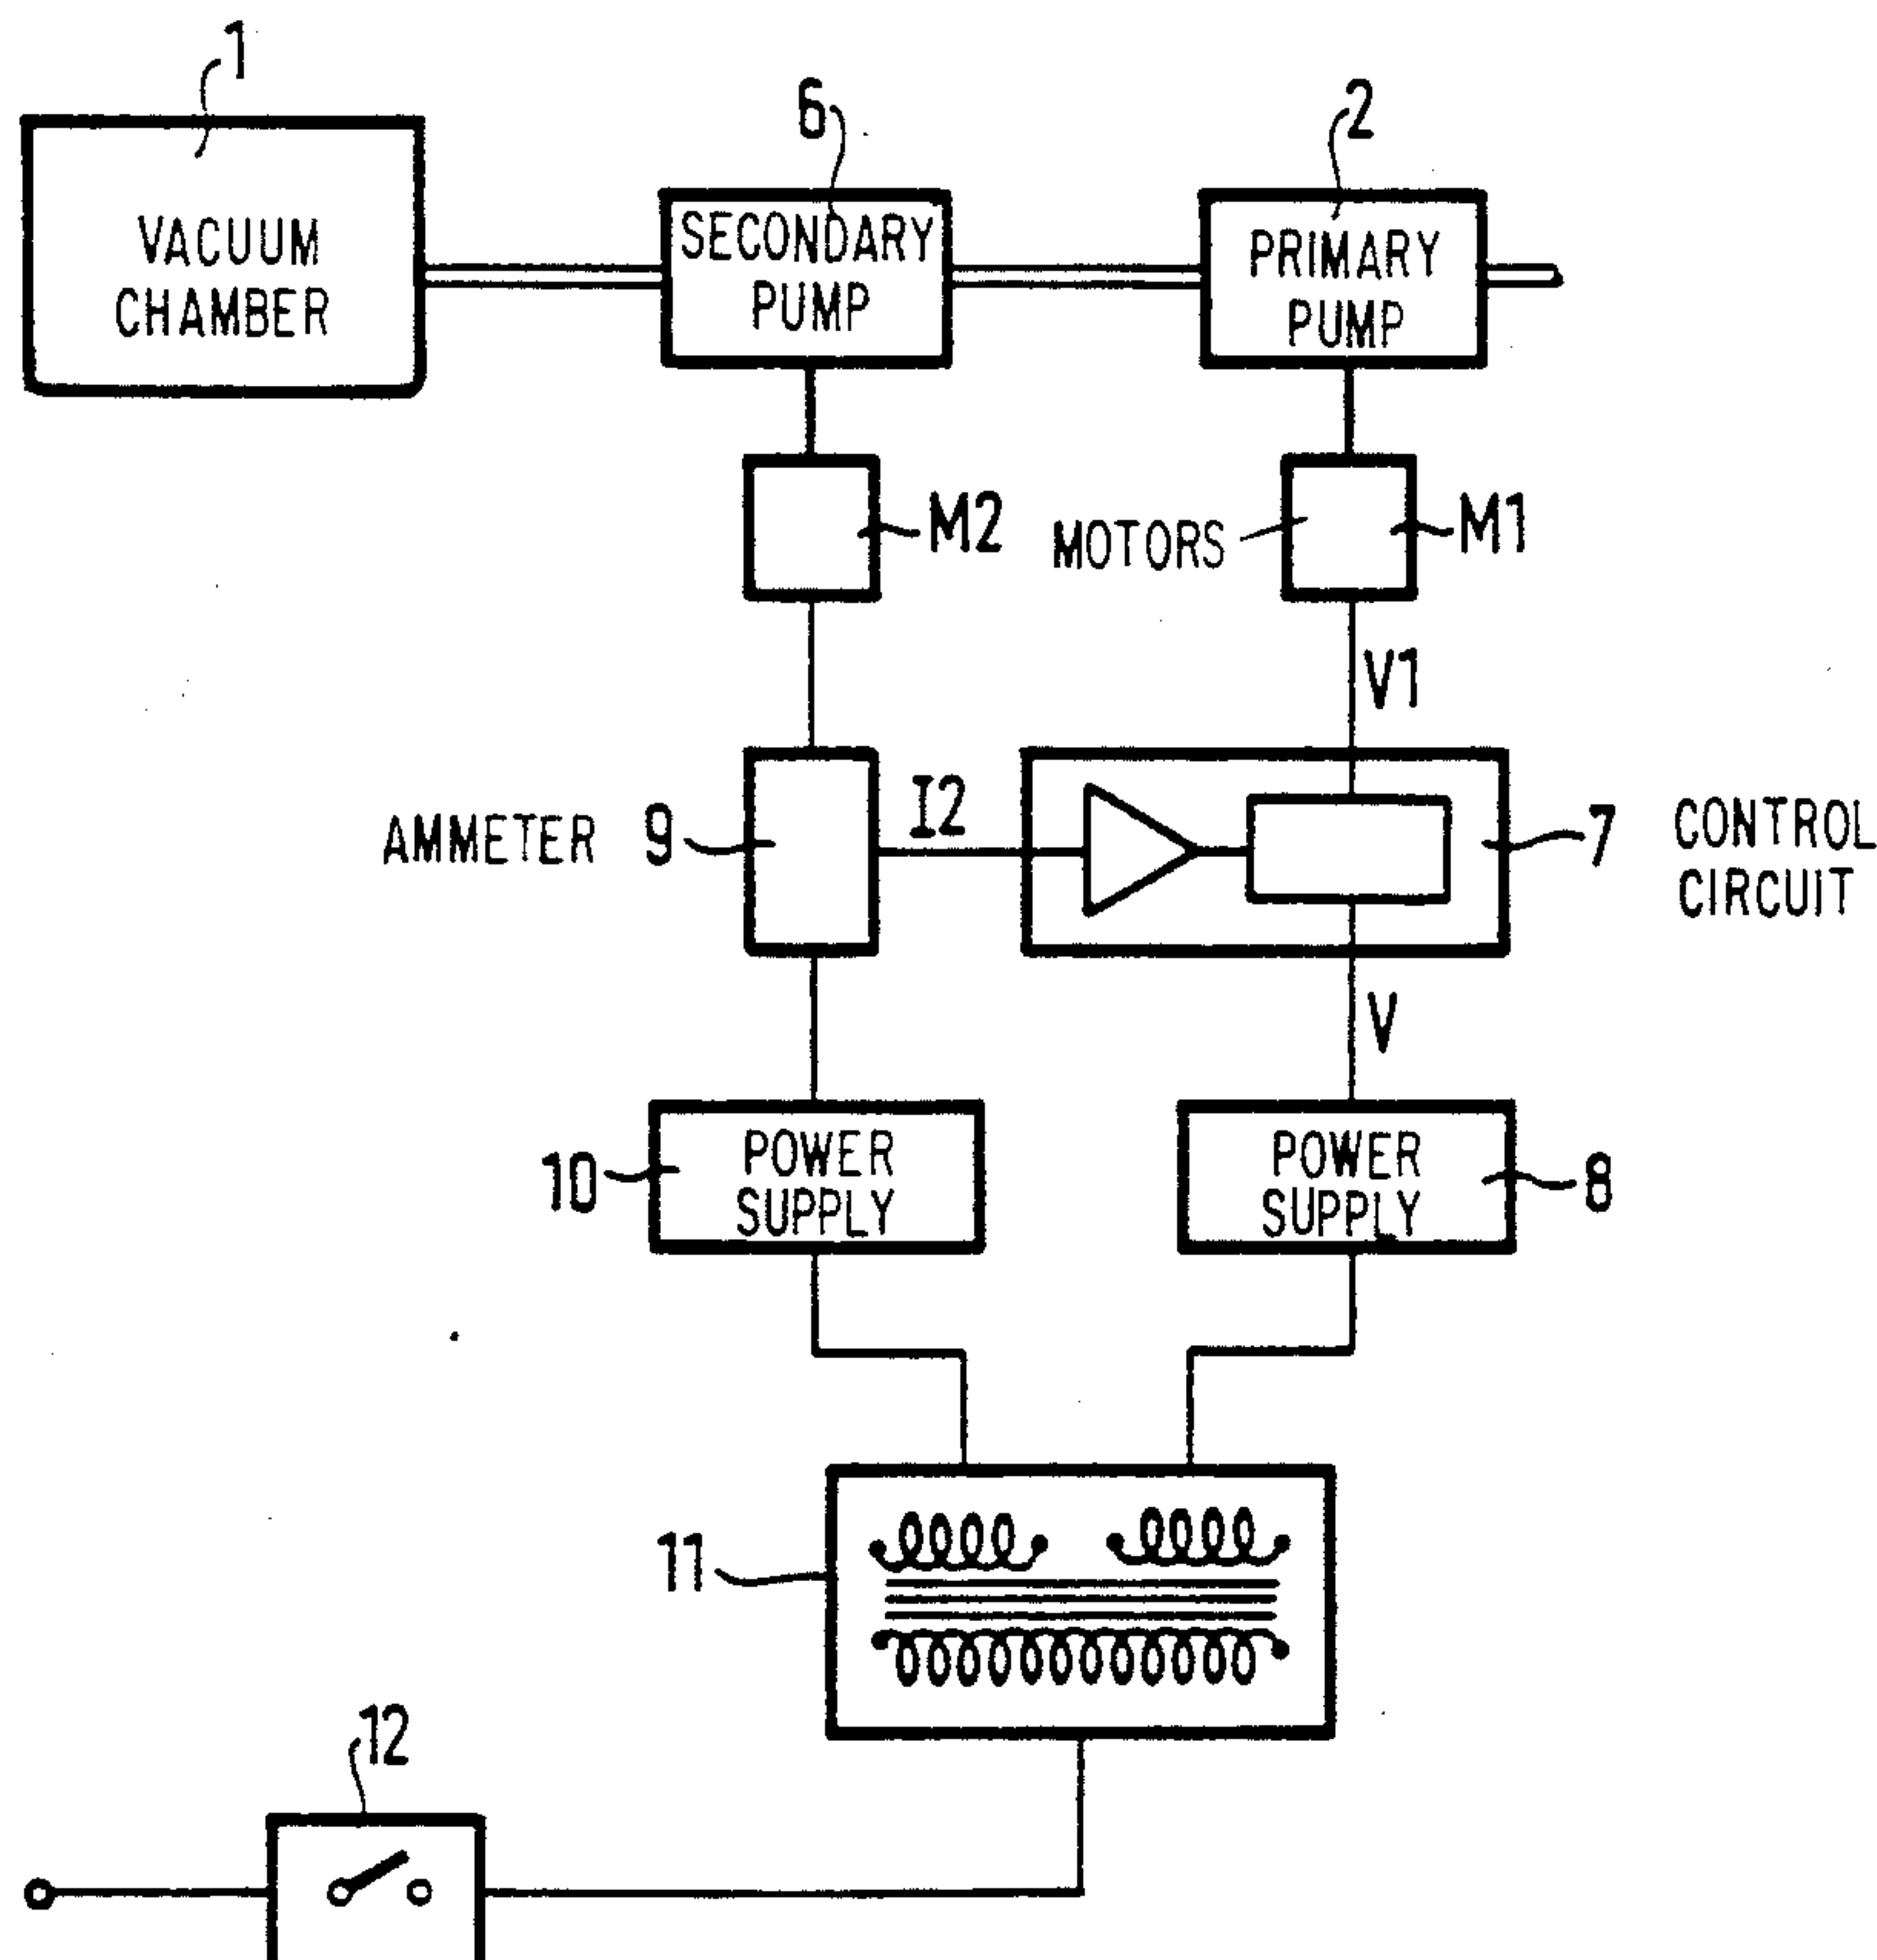 1
6
2
VACUUM
CHAMBER
SECONDARY
PUMP
PRIMARY
PUMP
M2
MOTORS
M1
V1
AMMETER
9
I2
7
CONTROL
CIRCUIT
V
10
POWER
SUPPLY
POWER
SUPPLY
8
11
12